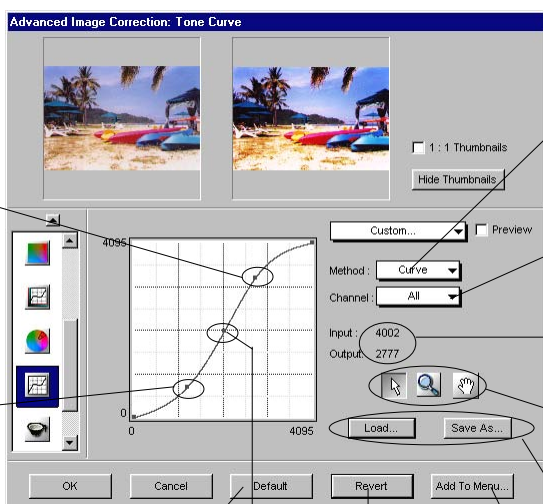 Advanced Image Correction: Tone Curve
1 : 1 Thumbnails
Hide Thumbnails
Custom...
Preview
4095
Method : Curve
Channel : All
Input : 4002
Output: 2777
0
0 4095
Load... Save As...
OK Cancel Default Revert Add To Menu...